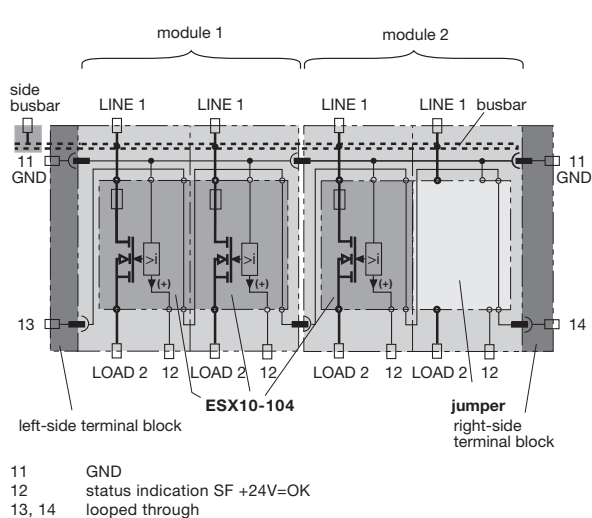 module 1
module 2
side
busbar
LINE 1
LINE 1
LINE 1
LINE 1
busbar
11
GND
11
GND
>i
>i
>i
(+)
(+)
(+)
13
14
LOAD 2
12
LOAD 2
12
LOAD 2
12
LOAD 2
12
ESX10-104
jumper
left-side terminal block
right-side
terminal block
11 GND
12 status indication SF +24V=OK
13, 14 looped through